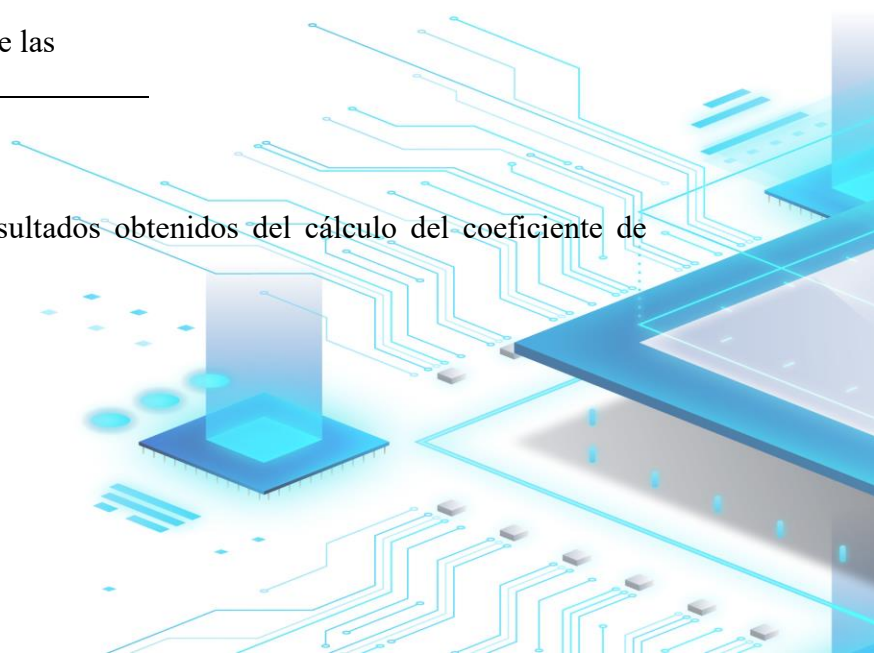 e las
sultados obtenidos del cálculo del coeficiente de